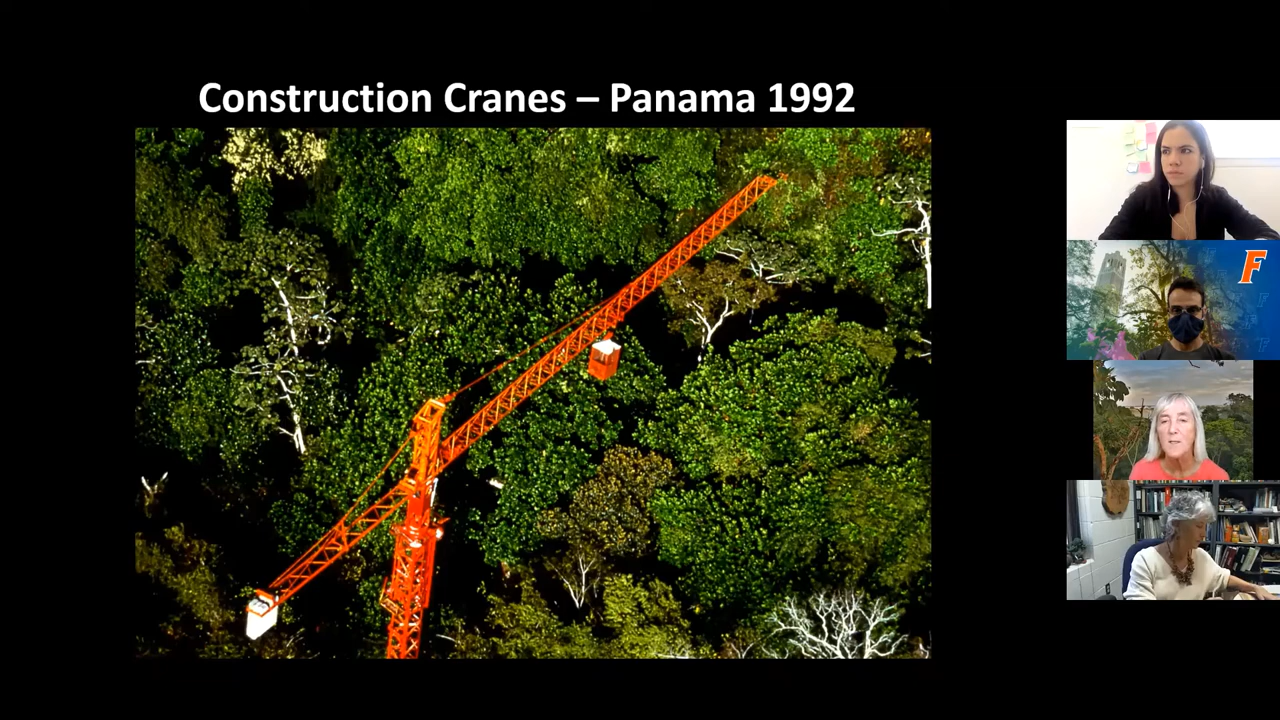 Construction Cranes – Panama 1992
F